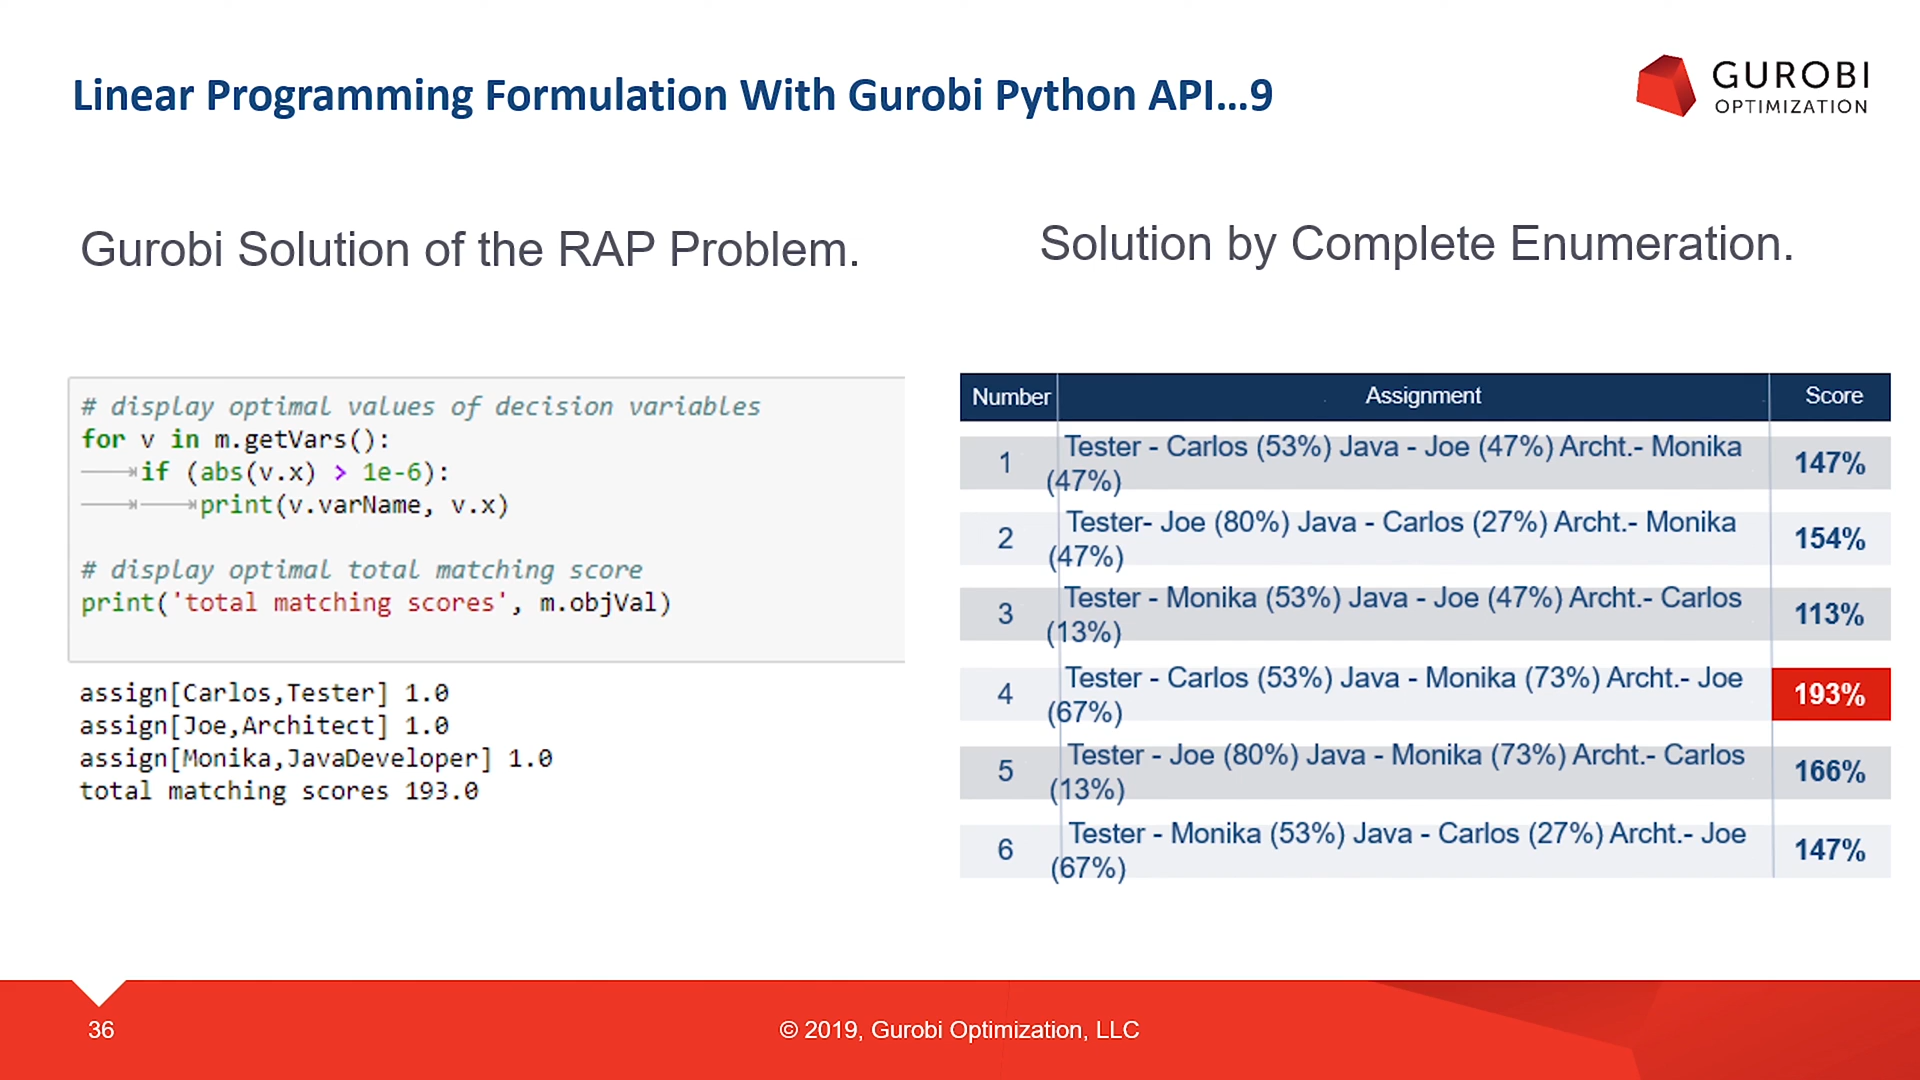 Linear Programming Formulation With Gurobi Python API...9
GUROBI
OPTIMIZATION
Gurobi Solution of the RAP Problem.
Solution by Complete Enumeration.
# display optimal values of decision variables
for v in m.getVars():
if (abs(v.x) > 1e-6):
print(v.varName, v.x)
# display optimal total matching score
print('total matching scores', m.objVal)
assign[Carlos,Tester] 1.0
assign[Joe,Architect] 1.0
assign[Monika,JavaDeveloper] 1.0
total matching scores 193.0
Number Assignment Score
1 Tester - Carlos (53%) Java - Joe (47%) Archt.- Monika
(47%) 147%
2 Tester- Joe (80%) Java - Carlos (27%) Archt.- Monika
(47%) 154%
3 Tester - Monika (53%) Java - Joe (47%) Archt.- Carlos
(13%) 113%
4 Tester - Carlos (53%) Java - Monika (73%) Archt.- Joe
(67%) 193%
5 Tester - Joe (80%) Java - Monika (73%) Archt.- Carlos
(13%) 166%
6 Tester - Monika (53%) Java - Carlos (27%) Archt.- Joe
(67%) 147%
36
© 2019, Gurobi Optimization, LLC